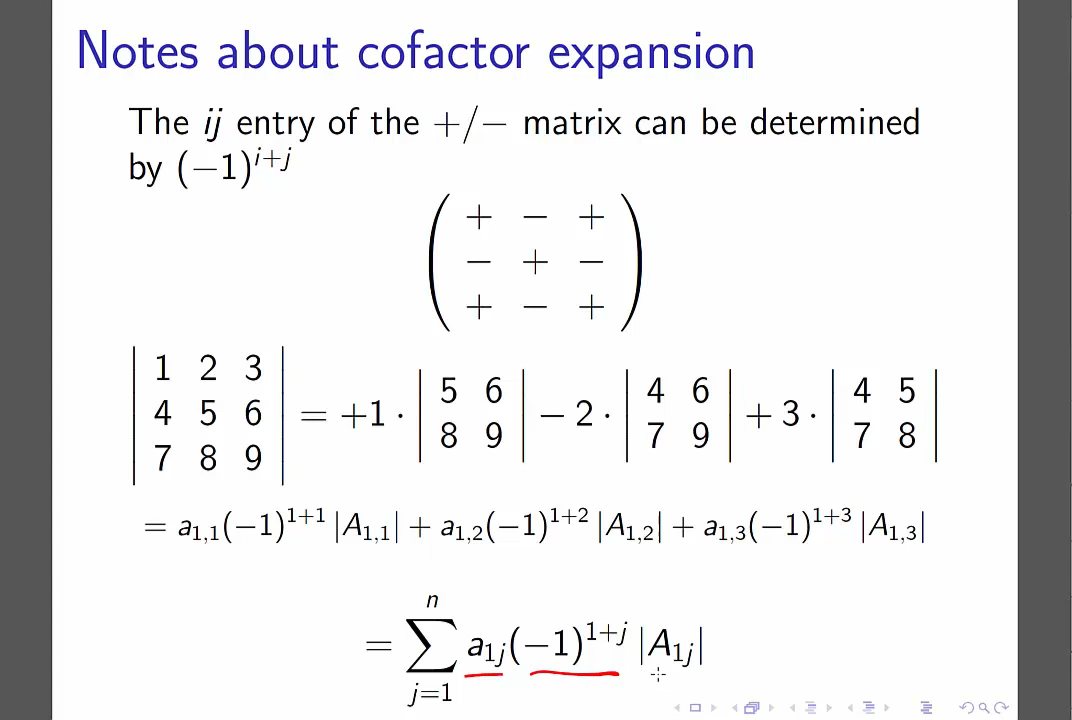 Notes about cofactor expansion
The ij entry of the +/− matrix can be determined
by (−1)^{i+j}
+ − +
− + −
+ − +
|1 2 3|
|4 5 6|
|7 8 9|
= +1 · |5 6; 8 9| − 2 · |4 6; 7 9| + 3 · |4 5; 7 8|
= a_{1,1}(−1)^{1+1} |A_{1,1}| + a_{1,2}(−1)^{1+2} |A_{1,2}| + a_{1,3}(−1)^{1+3} |A_{1,3}|
= ∑_{j=1}^{n} a_{1j}(−1)^{1+j} |A_{1j}|